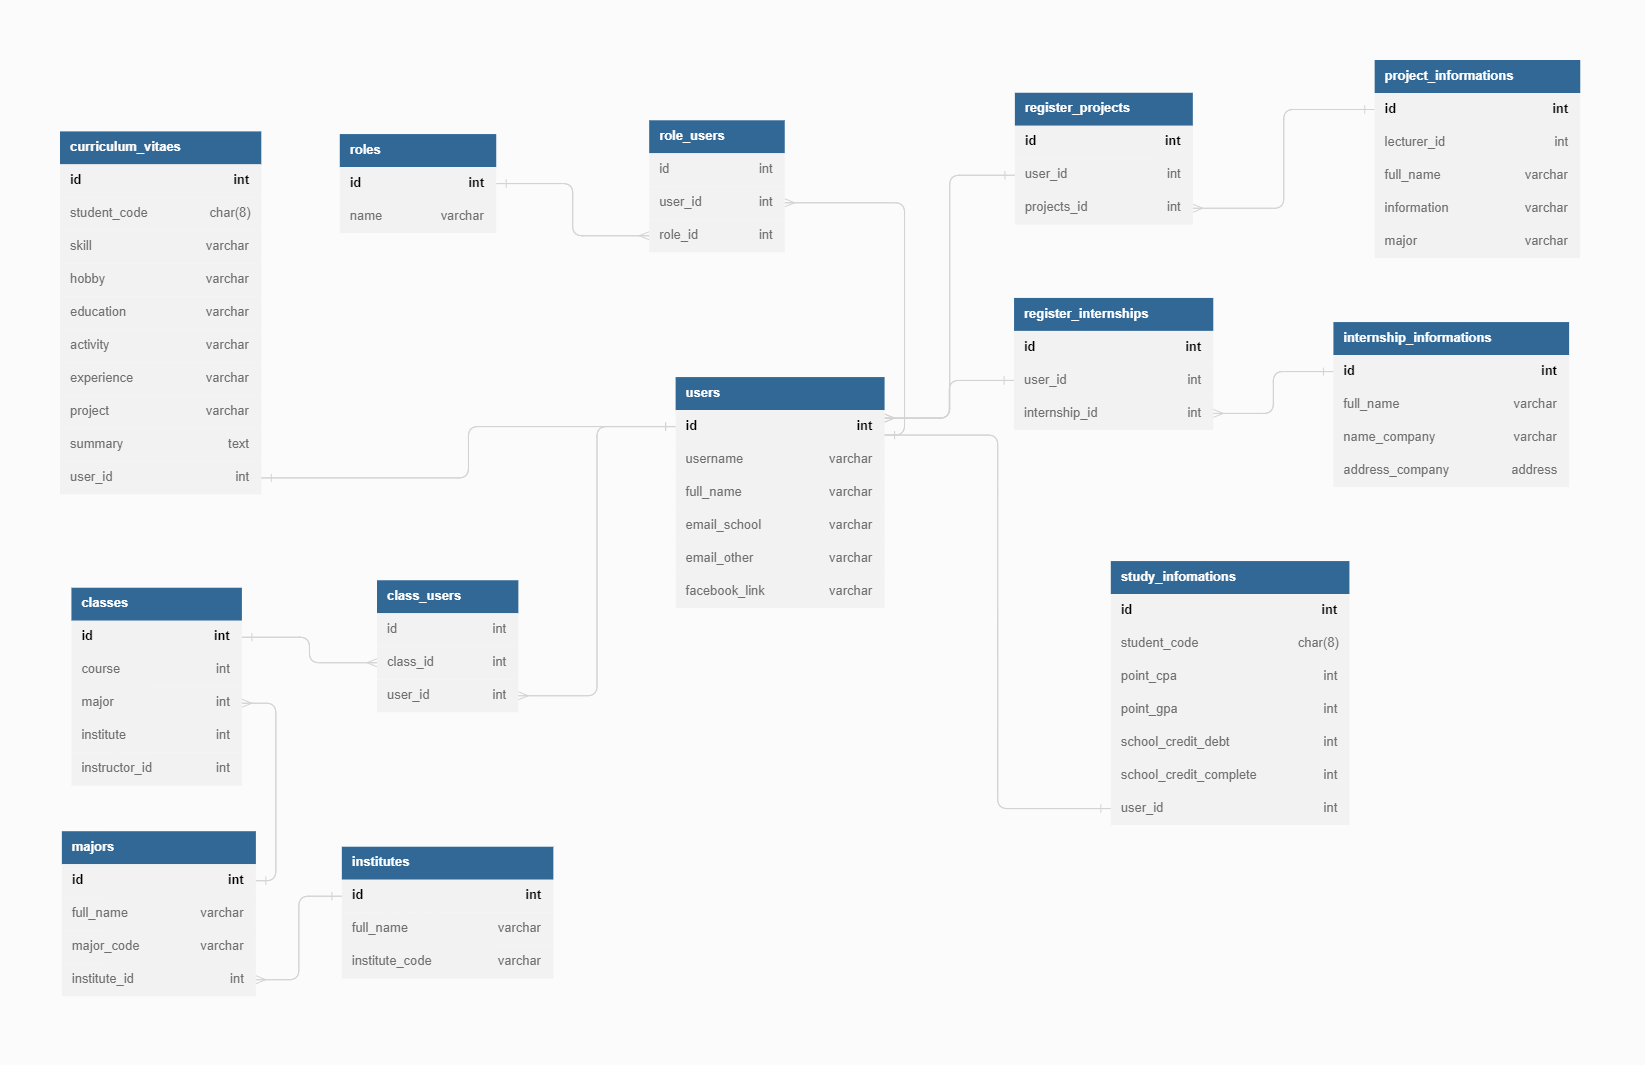 curriculum_vitaes
id int
student_code char(8)
skill varchar
hobby varchar
education varchar
activity varchar
experience varchar
project varchar
summary text
user_id int
roles
id int
name varchar
role_users
id int
user_id int
role_id int
register_projects
id int
user_id int
projects_id int
project_informations
id int
lecturer_id int
full_name varchar
information varchar
major varchar
register_internships
id int
user_id int
internship_id int
internship_informations
id int
full_name varchar
name_company varchar
address_company address
users
id int
username varchar
full_name varchar
email_school varchar
email_other varchar
facebook_link varchar
classes
id int
course int
major int
institute int
instructor_id int
class_users
id int
class_id int
user_id int
study_infomations
id int
student_code char(8)
point_cpa int
point_gpa int
school_credit_debt int
school_credit_complete int
user_id int
majors
id int
full_name varchar
major_code varchar
institute_id int
institutes
id int
full_name varchar
institute_code varchar